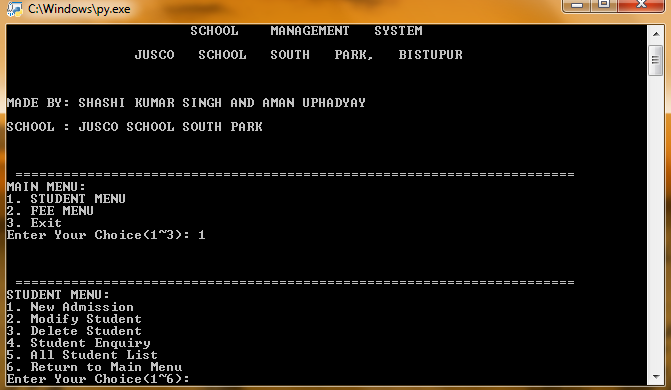 C:\Windows\py.exe
SCHOOL MANAGEMENT SYSTEM
JUSCO SCHOOL SOUTH PARK, BISTUPUR
MADE BY: SHASHI KUMAR SINGH AND AMAN UPHADYAY
SCHOOL : JUSCO SCHOOL SOUTH PARK
======================================================================
MAIN MENU:
1. STUDENT MENU
2. FEE MENU
3. Exit
Enter Your Choice(1~3): 1
======================================================================
STUDENT MENU:
1. New Admission
2. Modify Student
3. Delete Student
4. Student Enquiry
5. All Student List
6. Return to Main Menu
Enter Your Choice(1~6):